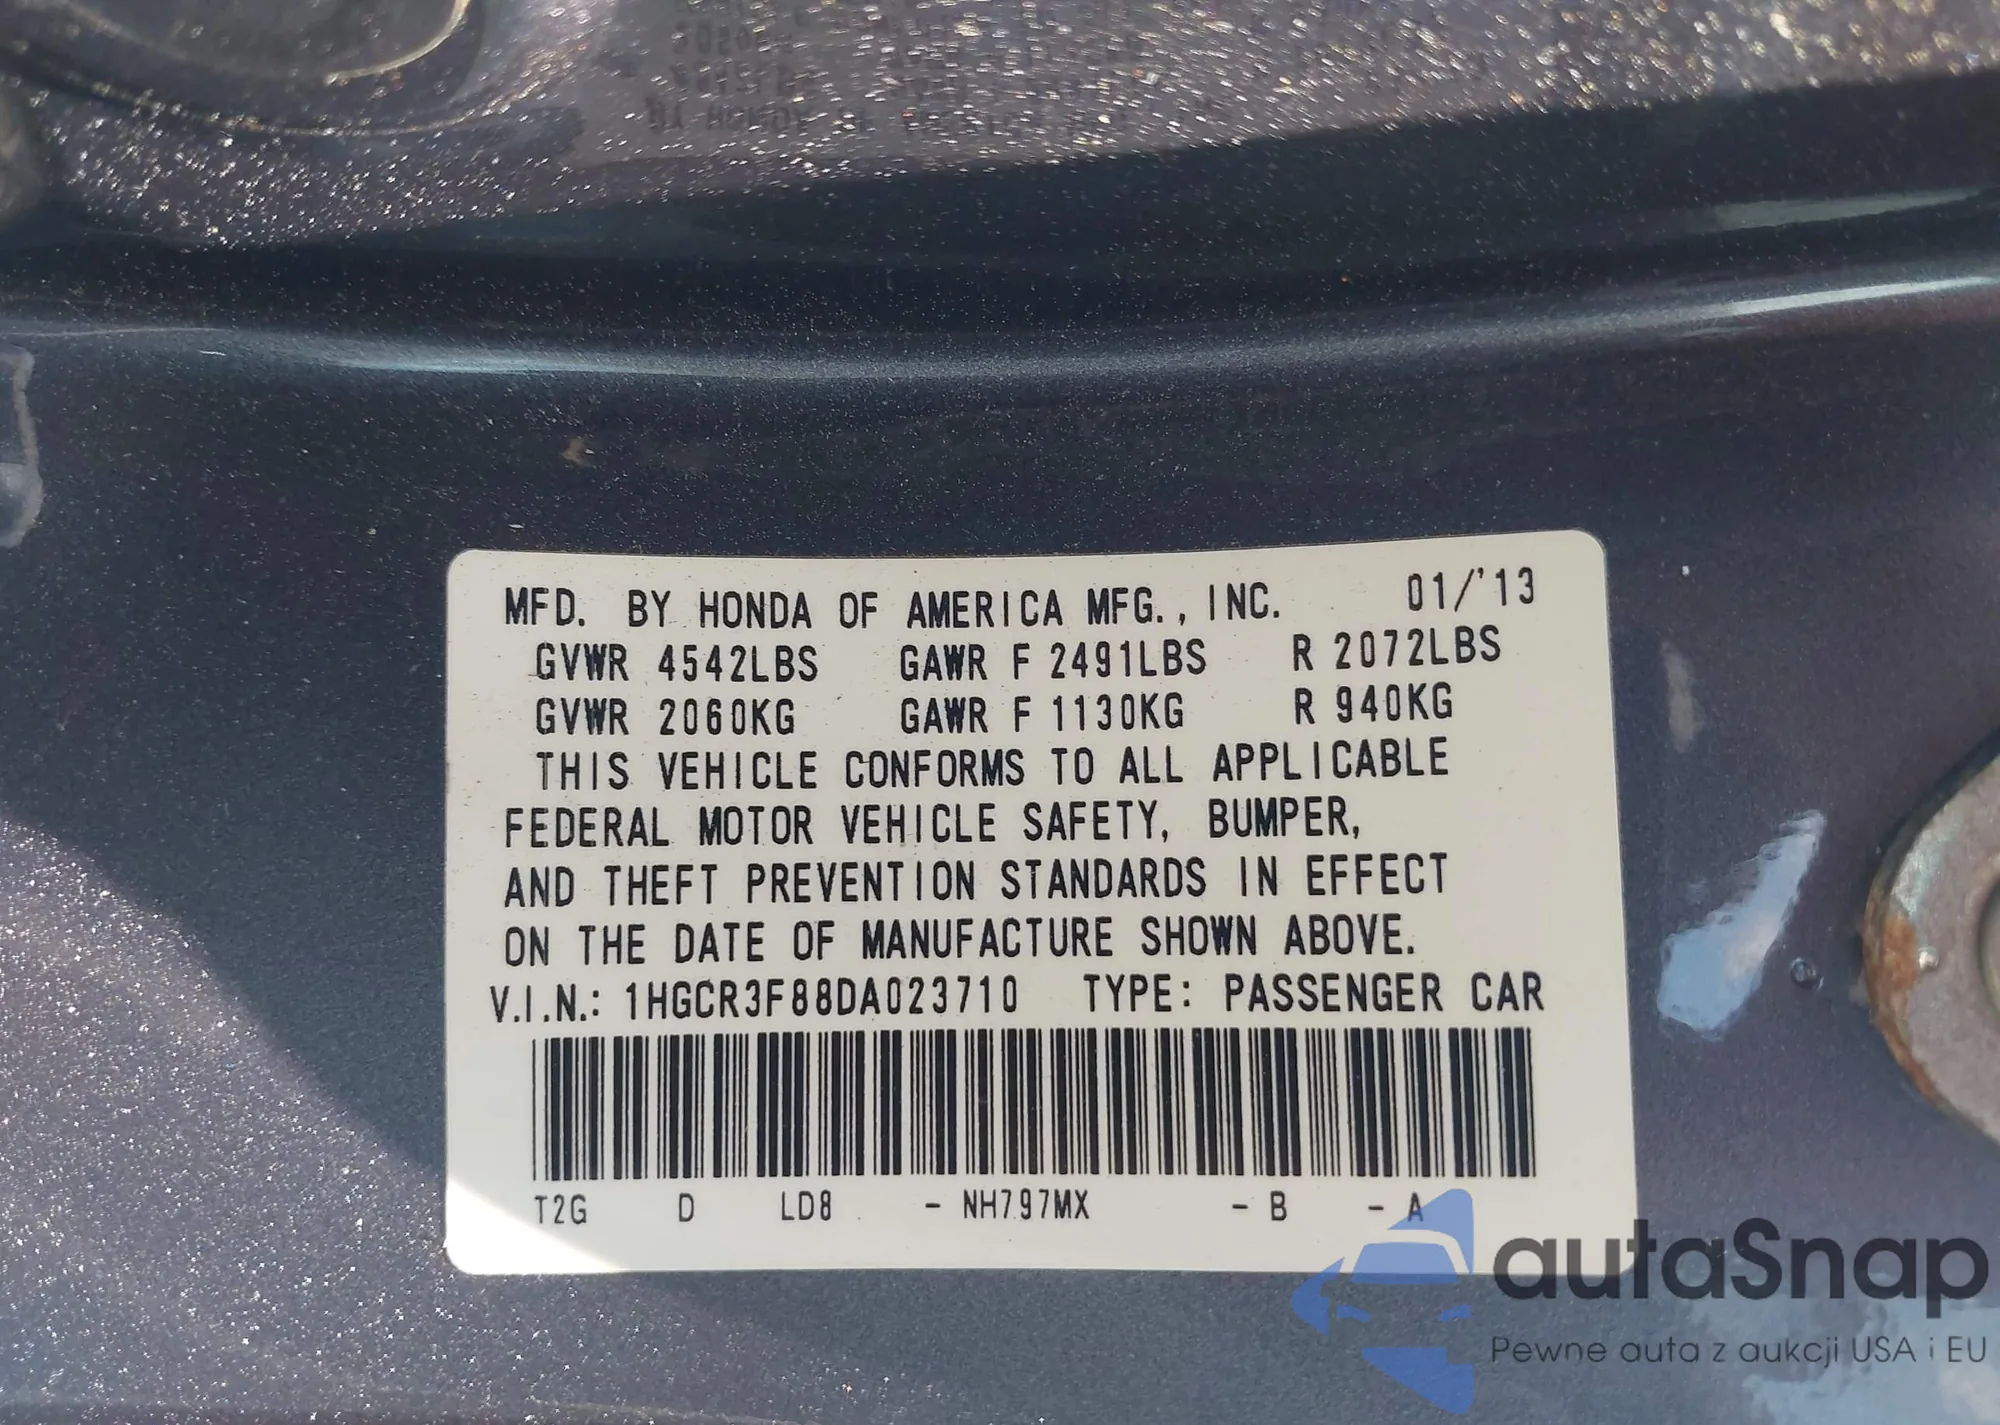 MFD. BY HONDA OF AMERICA MFG., INC. 01/'13
GVWR 4542LBS GAWR F 2491LBS R 2072LBS
GVWR 2060KG GAWR F 1130KG R 940KG
THIS VEHICLE CONFORMS TO ALL APPLICABLE
FEDERAL MOTOR VEHICLE SAFETY, BUMPER,
AND THEFT PREVENTION STANDARDS IN EFFECT
ON THE DATE OF MANUFACTURE SHOWN ABOVE.
V.I.N.: 1HGCR3F88DA023710 TYPE: PASSENGER CAR
T2G D LD8 - NH797MX - B - A
autaSnap
Pewne auta z aukcji USA i EU